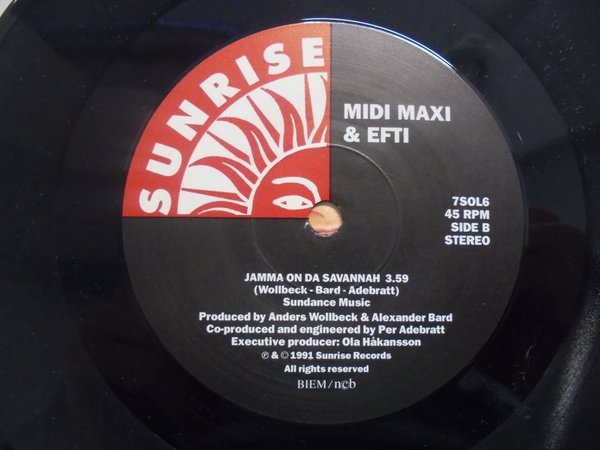 SUNRISE
MIDI MAXI
& EFTI
7SOL6
45 RPM
SIDE B
STEREO
JAMMA ON DA SAVANNAH 3.59
(Wollbeck - Bard - Adebratt)
Sundance Music
Produced by Anders Wollbeck & Alexander Bard
Co-produced and engineered by Per Adebratt
Executive producer: Ola Håkansson
℗ & © 1991 Sunrise Records
All rights reserved
BIEM/ncb